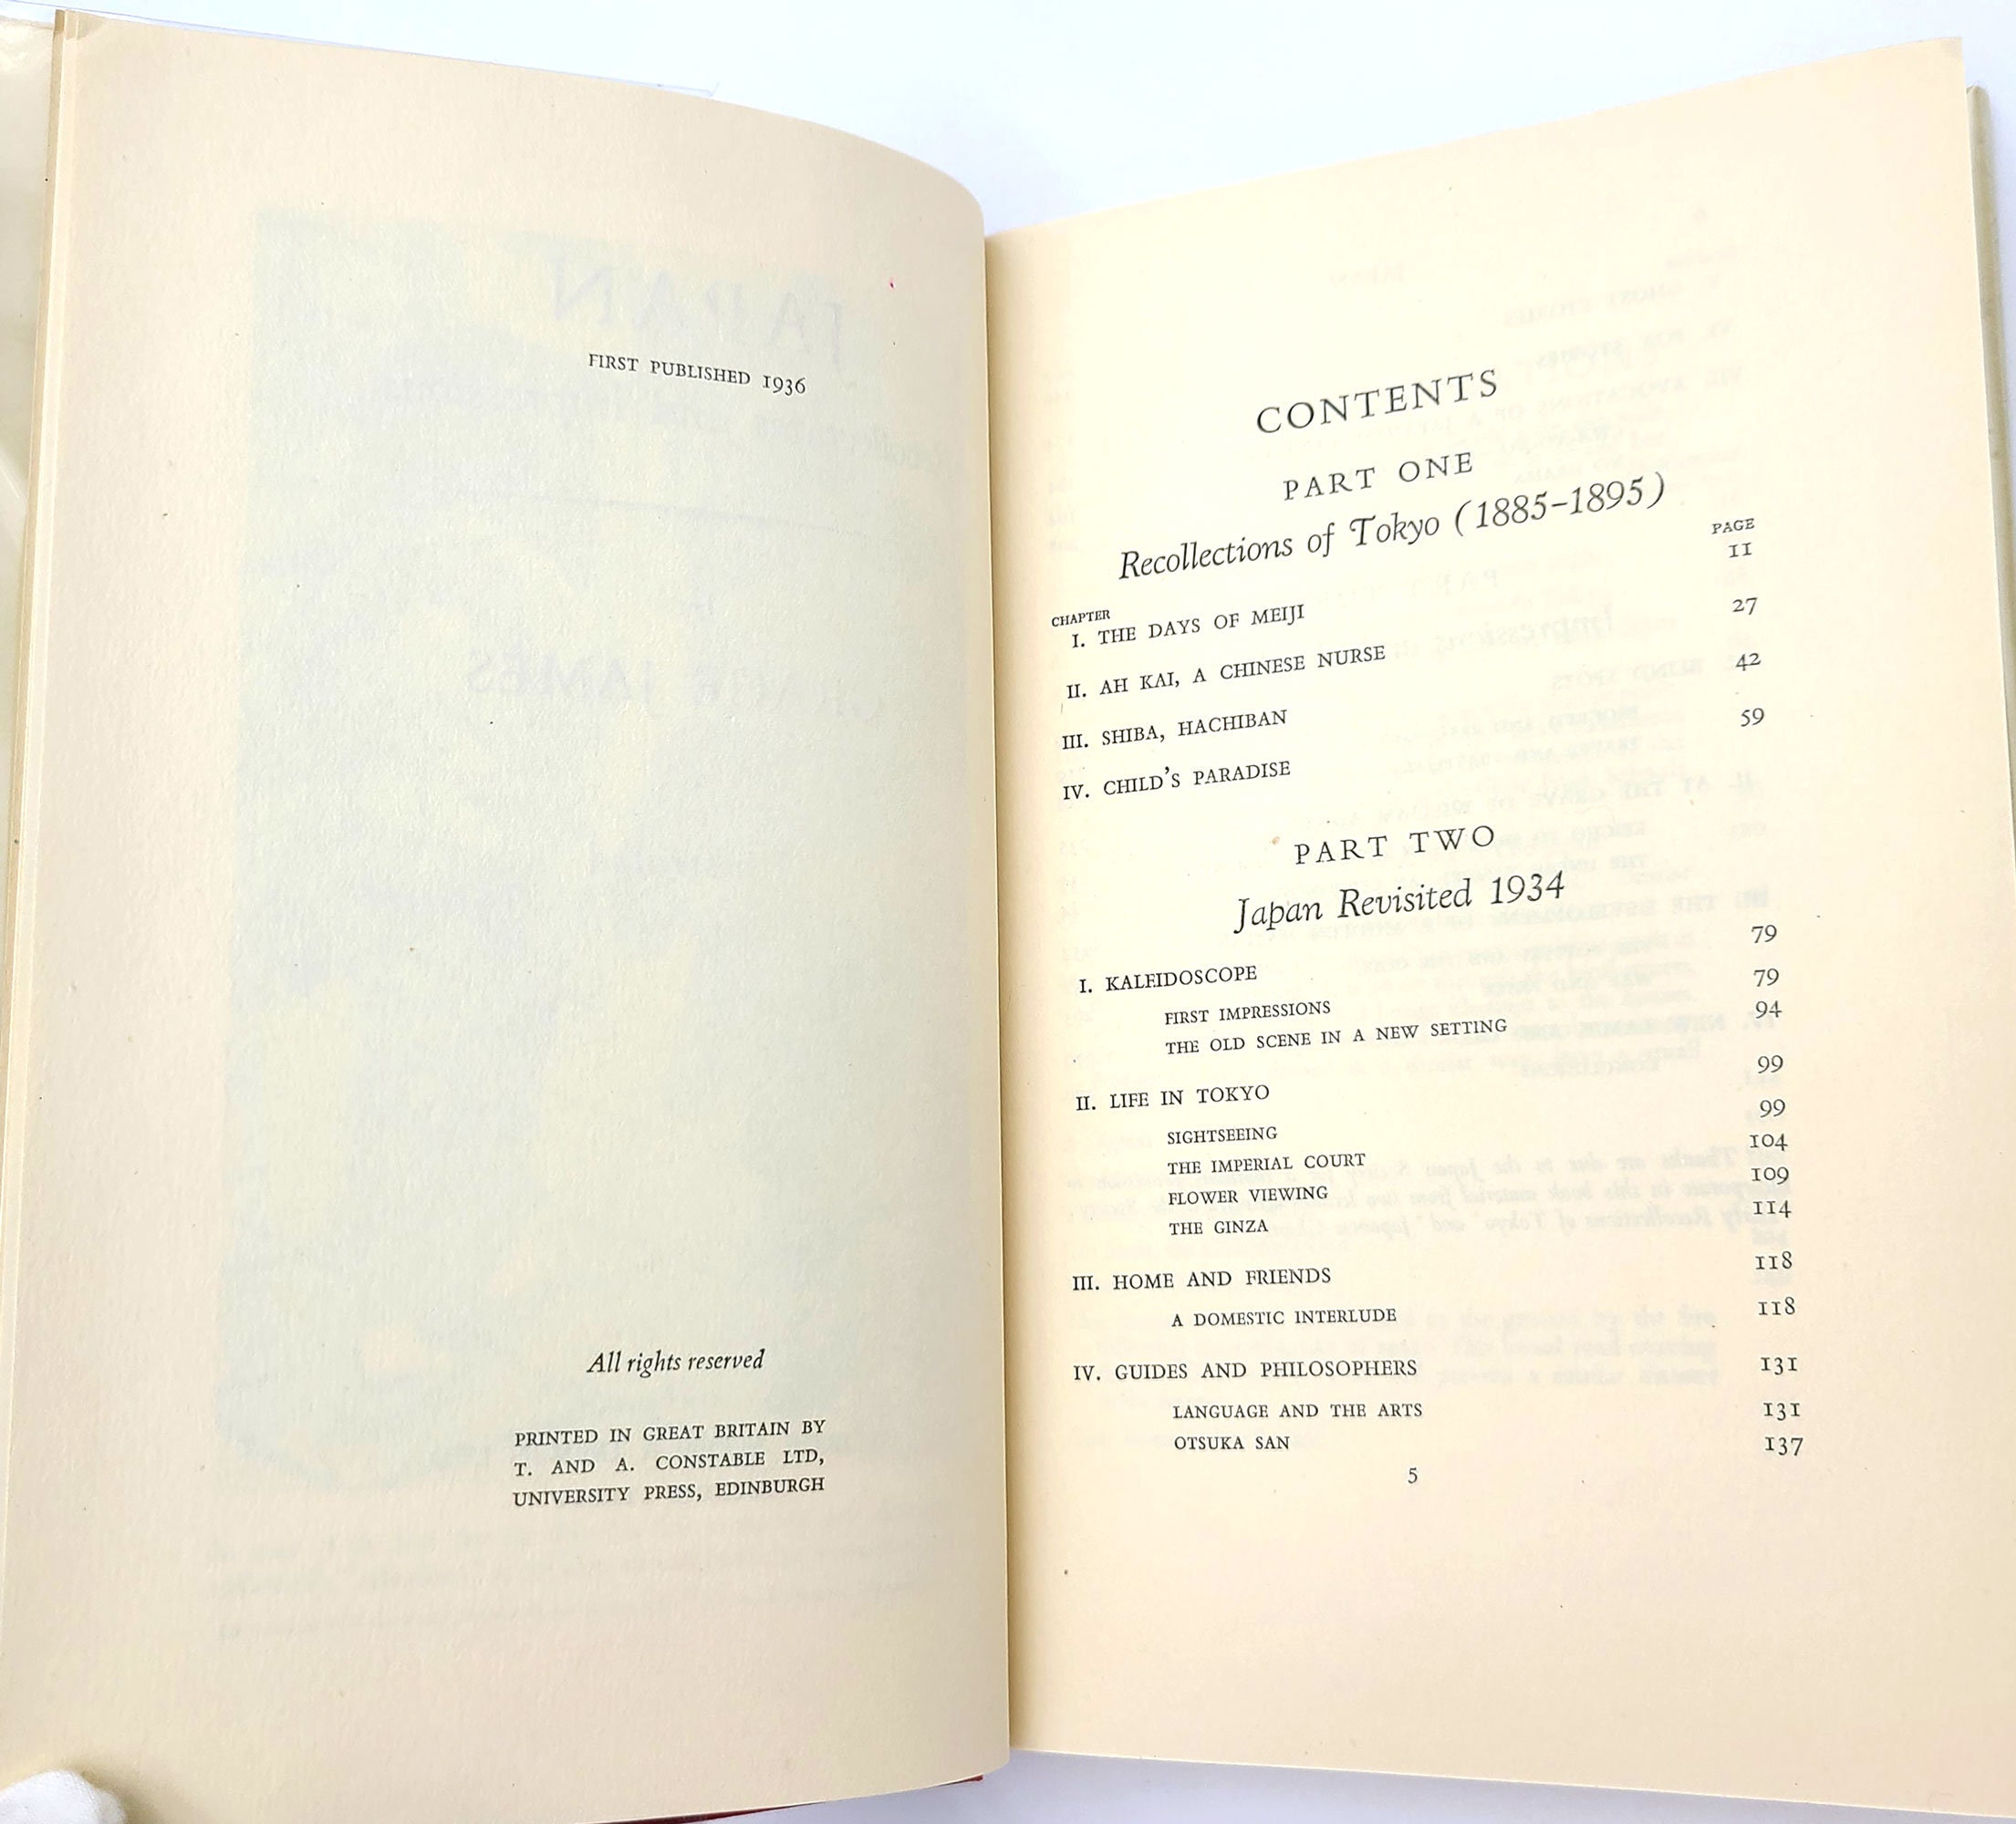 FIRST PUBLISHED 1936
All rights reserved
PRINTED IN GREAT BRITAIN BY
T. AND A. CONSTABLE LTD,
UNIVERSITY PRESS, EDINBURGH
CONTENTS
PART ONE
Recollections of Tokyo (1885–1895)
CHAPTER PAGE
I. THE DAYS OF MEIJI 11
II. AH KAI, A CHINESE NURSE 27
III. SHIBA, HACHIBAN 42
IV. CHILD'S PARADISE 59
PART TWO
Japan Revisited 1934
I. KALEIDOSCOPE 79
FIRST IMPRESSIONS 79
THE OLD SCENE IN A NEW SETTING 94
II. LIFE IN TOKYO 99
SIGHTSEEING 99
THE IMPERIAL COURT 104
FLOWER VIEWING 109
THE GINZA 114
III. HOME AND FRIENDS 118
A DOMESTIC INTERLUDE 118
IV. GUIDES AND PHILOSOPHERS 131
LANGUAGE AND THE ARTS 131
OTSUKA SAN 137
5